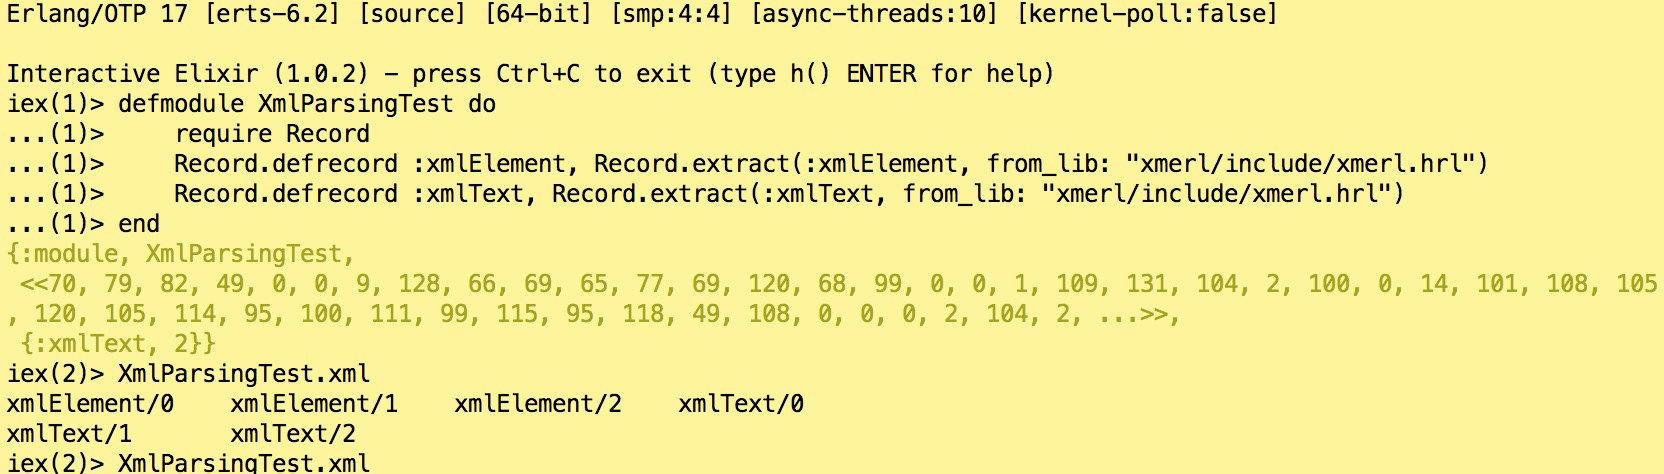 Erlang/OTP 17 [erts-6.2] [source] [64-bit] [smp:4:4] [async-threads:10] [kernel-poll:false]

Interactive Elixir (1.0.2) - press Ctrl+C to exit (type h() ENTER for help)
iex(1)> defmodule XmlParsingTest do
...(1)>     require Record
...(1)>     Record.defrecord :xmlElement, Record.extract(:xmlElement, from_lib: "xmerl/include/xmerl.hrl")
...(1)>     Record.defrecord :xmlText, Record.extract(:xmlText, from_lib: "xmerl/include/xmerl.hrl")
...(1)> end
{:module, XmlParsingTest,
 <<70, 79, 82, 49, 0, 0, 9, 128, 66, 69, 65, 77, 69, 120, 68, 99, 0, 0, 1, 109, 131, 104, 2, 100, 0, 14, 101, 108, 105
, 120, 105, 114, 95, 100, 111, 99, 115, 95, 118, 49, 108, 0, 0, 0, 2, 104, 2, ...>>,
 {:xmlText, 2}}
iex(2)> XmlParsingTest.xml
xmlElement/0    xmlElement/1    xmlElement/2    xmlText/0
xmlText/1       xmlText/2
iex(2)> XmlParsingTest.xml